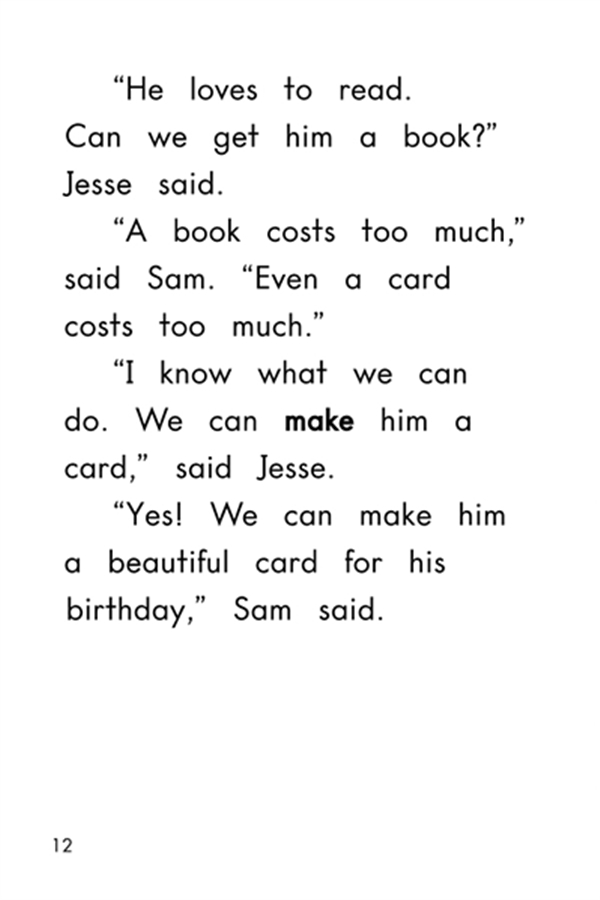 “He loves to read.
Can we get him a book?”
Jesse said.
“A book costs too much,”
said Sam. “Even a card
costs too much.”
“I know what we can
do. We can make him a
card,” said Jesse.
“Yes! We can make him
a beautiful card for his
birthday,” Sam said.
12